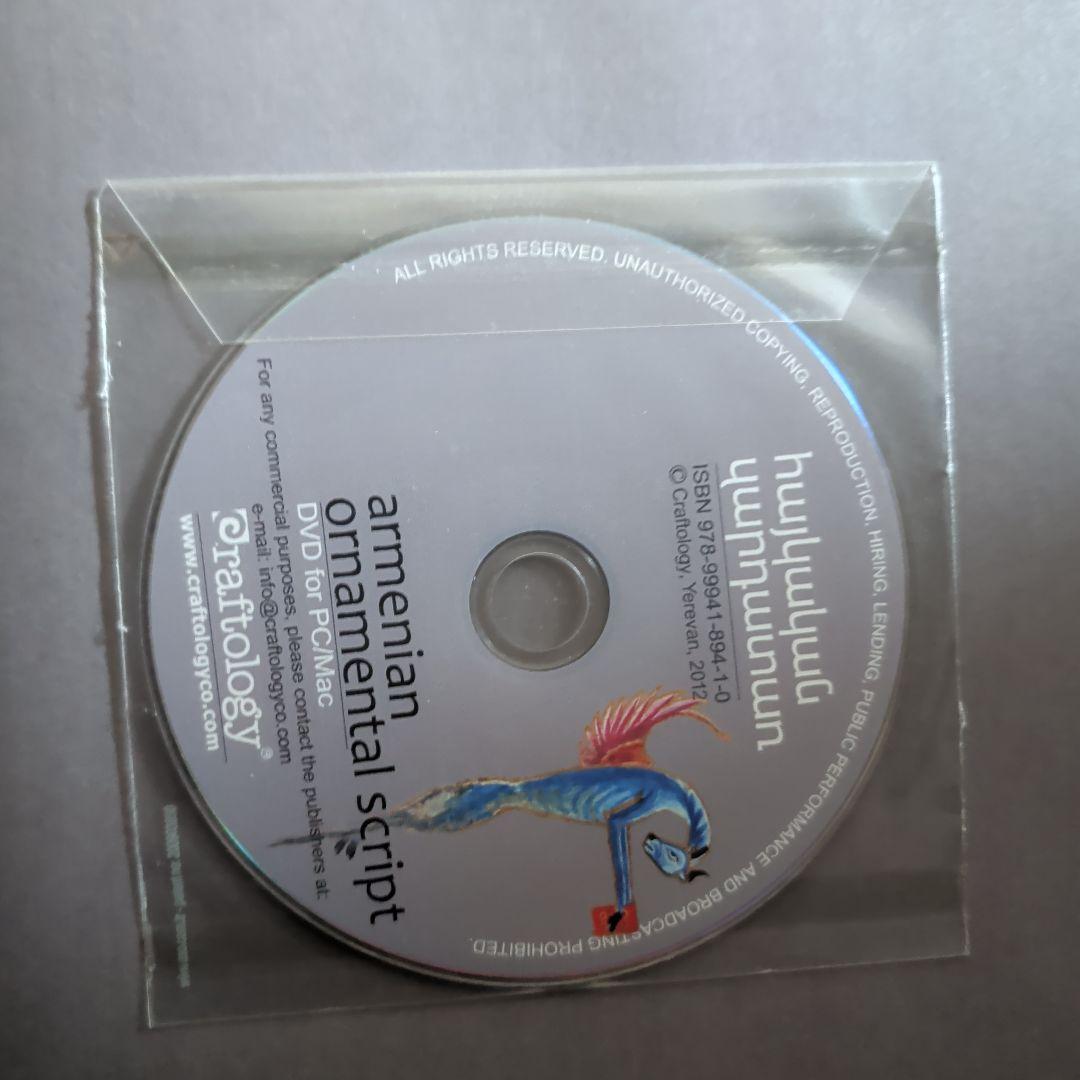 ALL RIGHTS RESERVED. UNAUTHORIZED COPYING, REPRODUCTION, HIRING, LENDING, PUBLIC PERFORMANCE AND BROADCASTING PROHIBITED.
հայկական
կարդատառ
ISBN 978-99941-894-1-0
© Craftology, Yerevan, 2012
armenian
ornamental script
DVD for PC/Mac
For any commercial purposes, please contact the publishers at:
e-mail: info@craftologyco.com
Craftology®
www.craftologyco.com